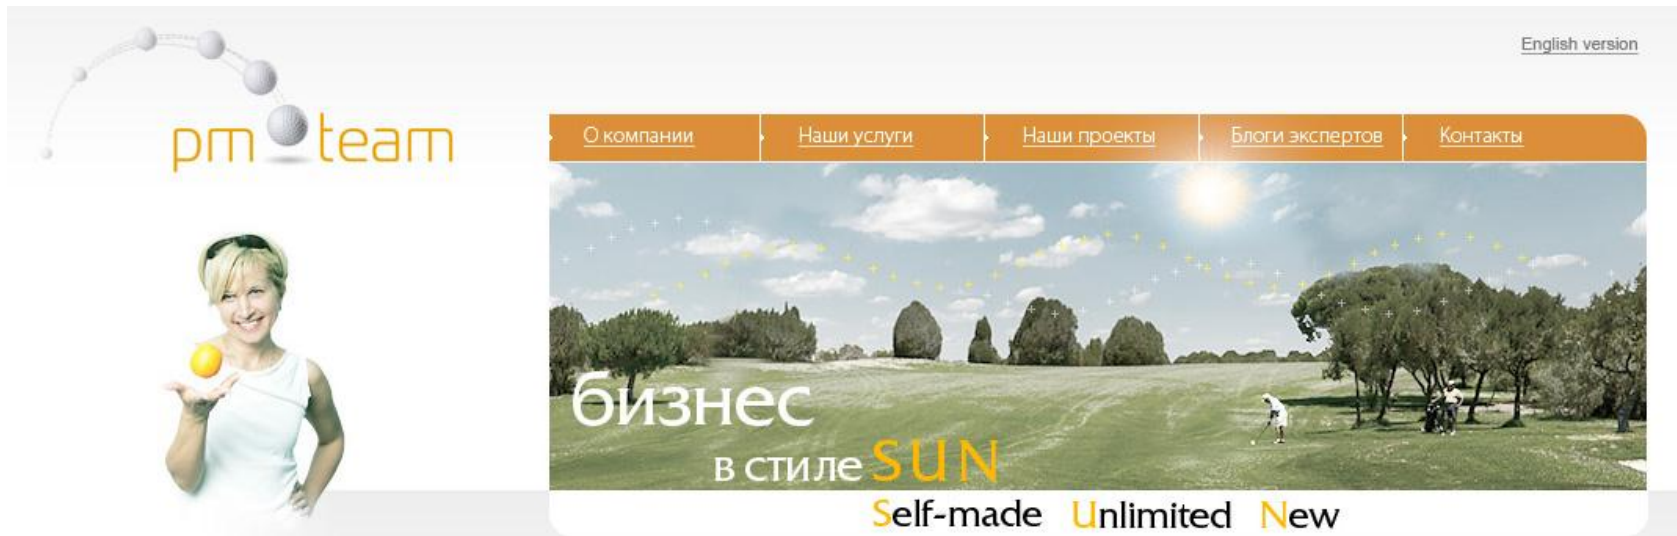 English version
pm team
О компании
Наши услуги
Наши проекты
Блоги экспертов
Контакты
бизнес
в стиле SUN
Self-made Unlimited New